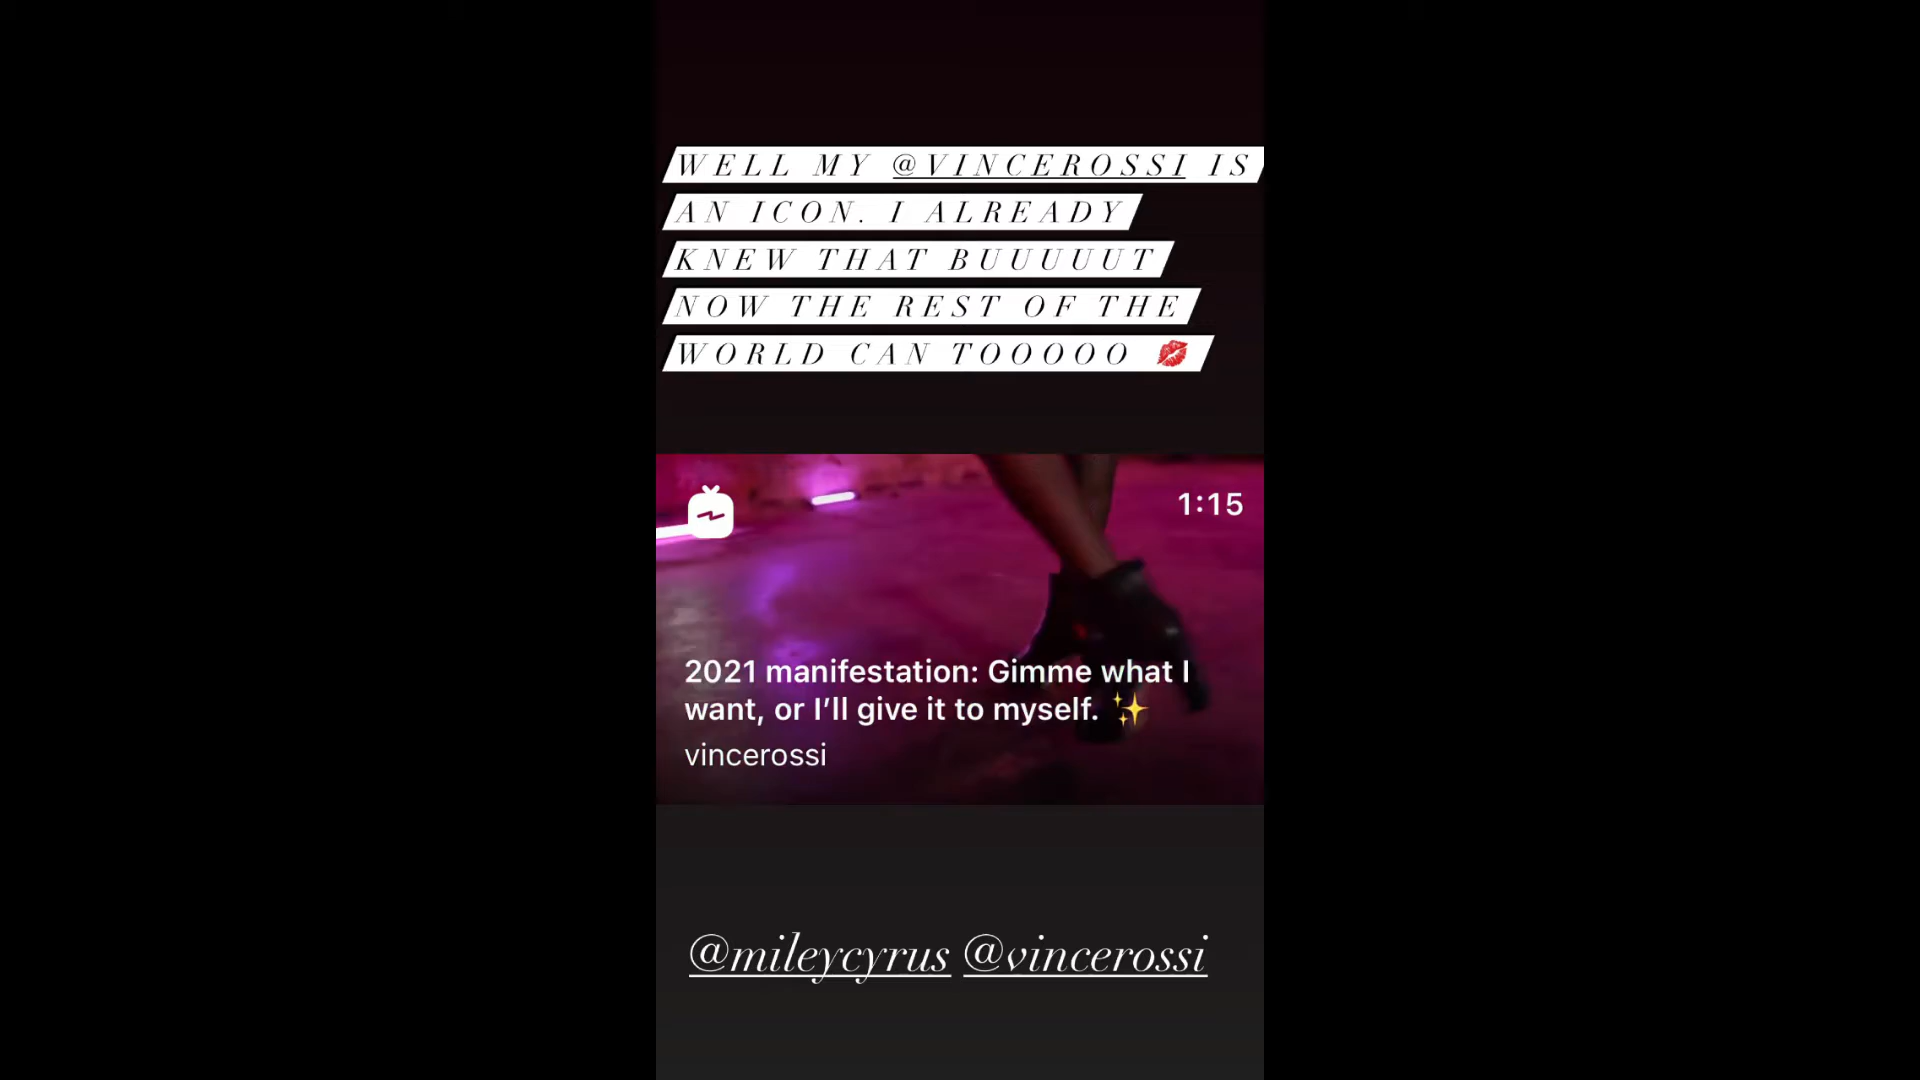 WELL MY @VINCEROSSI IS
AN ICON. I ALREADY
KNEW THAT BUUUUUT
NOW THE REST OF THE
WORLD CAN TOOOOO 💋
1:15
2021 manifestation: Gimme what I
want, or I’ll give it to myself. ✨
vincerossi
@mileycyrus @vincerossi